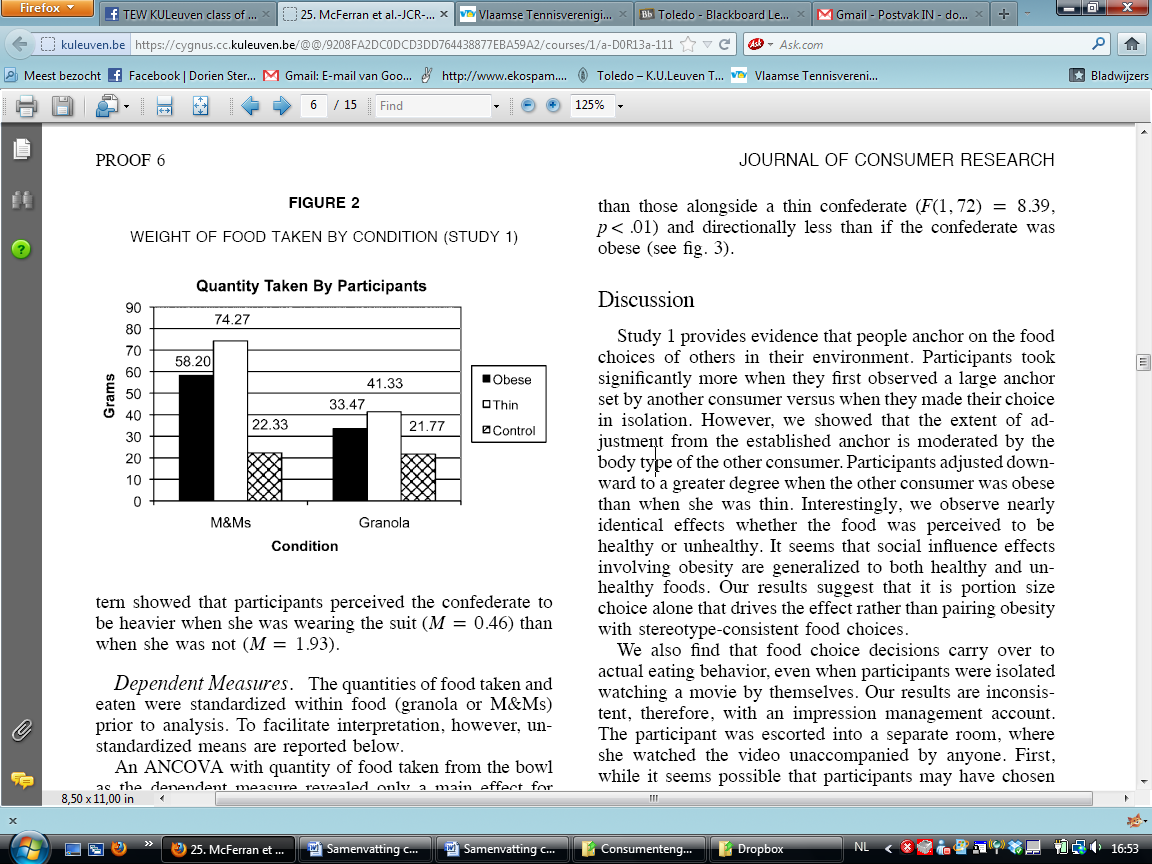 Firefox
TEW KULeuven class of ...
25. McFerran et al.-JCR-...
Vlaamse Tennisverenigi...
Toledo - Blackboard Le...
Gmail - Postvak IN - do...
kuleuven.be
https://cygnus.cc.kuleuven.be/@@/9208FA2DC0DCD3DD764438877EBA59A2/courses/1/a-D0R13a-111
Ask.com
Meest bezocht
Facebook | Dorien Ster...
Gmail: E-mail van Goo...
http://www.ekospam....
Toledo – K.U.Leuven T...
Vlaamse Tennisvereni...
Bladwijzers
6 / 15
Find
125%
PROOF 6
JOURNAL OF CONSUMER RESEARCH
FIGURE 2
WEIGHT OF FOOD TAKEN BY CONDITION (STUDY 1)
Quantity Taken By Participants
Grams
90
80
70
60
50
40
30
20
10
0
58.20
74.27
22.33
33.47
41.33
21.77
M&Ms
Granola
Condition
Obese
Thin
Control
tern showed that participants perceived the confederate to
be heavier when she was wearing the suit (M = 0.46) than
when she was not (M = 1.93).
Dependent Measures. The quantities of food taken and
eaten were standardized within food (granola or M&Ms)
prior to analysis. To facilitate interpretation, however, un-
standardized means are reported below.
An ANCOVA with quantity of food taken from the bowl
as the dependent measure revealed only a main effect for
than those alongside a thin confederate (F(1, 72) = 8.39,
p < .01) and directionally less than if the confederate was
obese (see fig. 3).
Discussion
Study 1 provides evidence that people anchor on the food
choices of others in their environment. Participants took
significantly more when they first observed a large anchor
set by another consumer versus when they made their choice
in isolation. However, we showed that the extent of ad-
justment from the established anchor is moderated by the
body type of the other consumer. Participants adjusted down-
ward to a greater degree when the other consumer was obese
than when she was thin. Interestingly, we observe nearly
identical effects whether the food was perceived to be
healthy or unhealthy. It seems that social influence effects
involving obesity are generalized to both healthy and un-
healthy foods. Our results suggest that it is portion size
choice alone that drives the effect rather than pairing obesity
with stereotype-consistent food choices.
We also find that food choice decisions carry over to
actual eating behavior, even when participants were isolated
watching a movie by themselves. Our results are inconsis-
tent, therefore, with an impression management account.
The participant was escorted into a separate room, where
she watched the video unaccompanied by anyone. First,
while it seems possible that participants may have chosen
8,50 x 11,00 in
25. McFerran et ...
Samenvatting c...
Samenvatting c...
Consumenteng...
Dropbox
NL
16:53